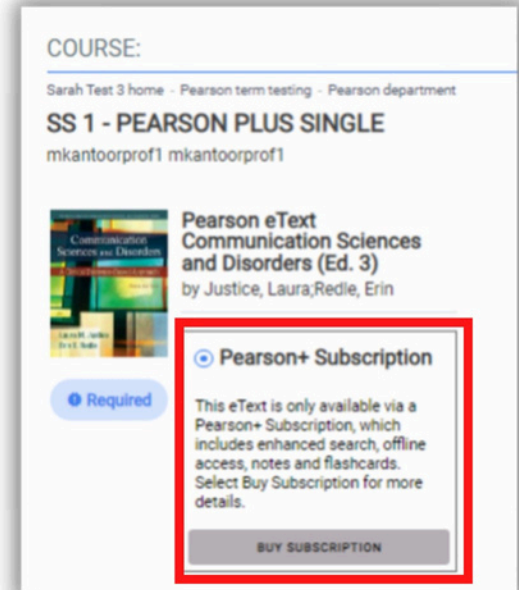 COURSE:
Sarah Test 3 home - Pearson term testing - Pearson department
SS 1 - PEARSON PLUS SINGLE
mkantoorprof1 mkantoorprof1
Communication
Sciences and Disorders
Pearson eText
Communication Sciences
and Disorders (Ed. 3)
by Justice, Laura;Redle, Erin
Required
Pearson+ Subscription
This eText is only available via a
Pearson+ Subscription, which
includes enhanced search, offline
access, notes and flashcards.
Select Buy Subscription for more
details.
BUY SUBSCRIPTION